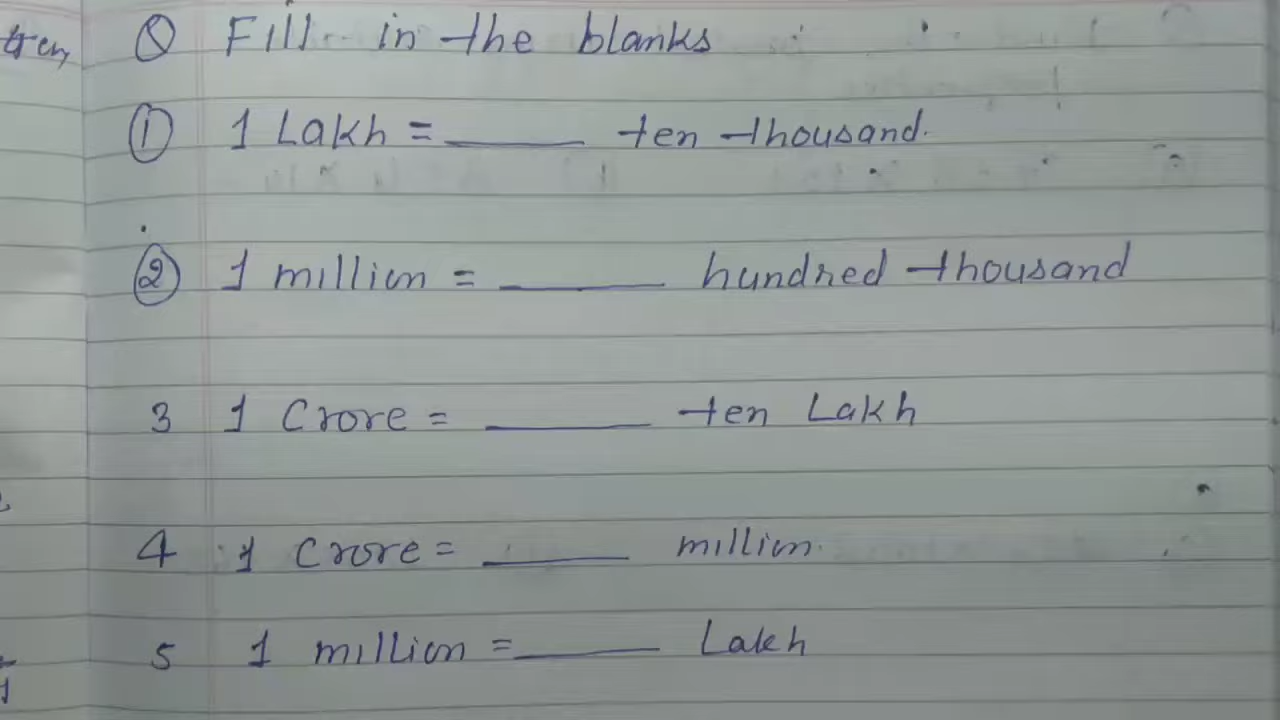 Q Fill in the blanks
① 1 Lakh = ______ ten thousand.
② 1 million = ______ hundred thousand
3 1 Crore = ______ ten Lakh
4 1 Crore = ______ million.
5 1 million = ______ Lakh